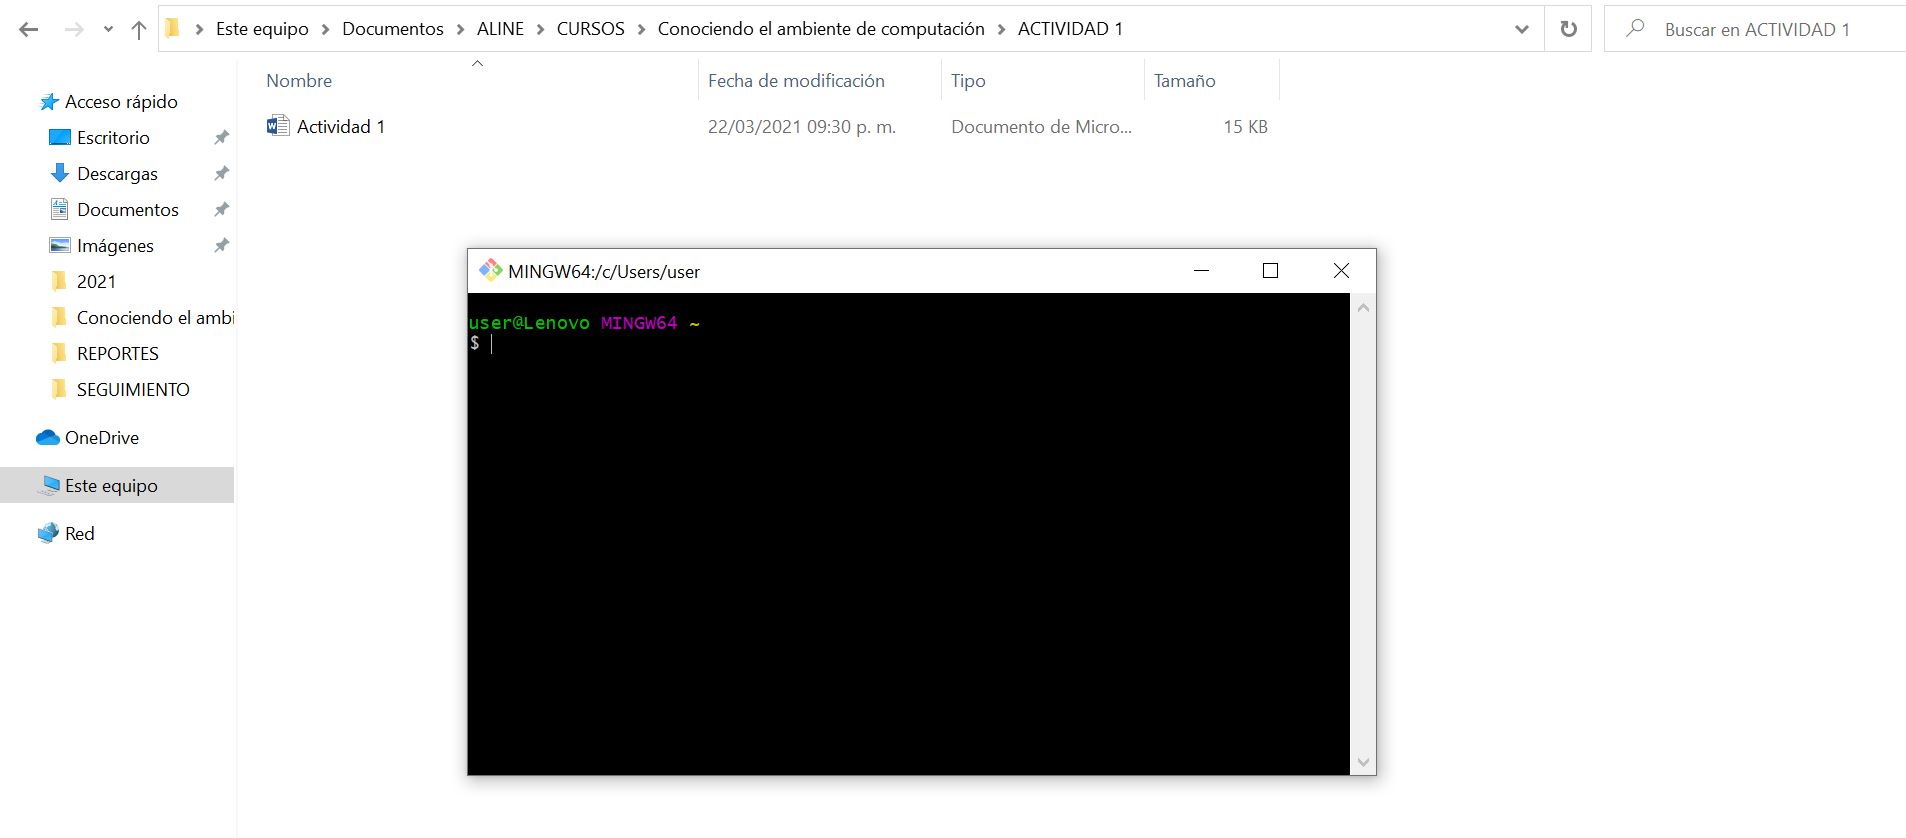 Este equipo > Documentos > ALINE > CURSOS > Conociendo el ambiente de computación > ACTIVIDAD 1
Buscar en ACTIVIDAD 1
Nombre Fecha de modificación Tipo Tamaño
Actividad 1 22/03/2021 09:30 p. m. Documento de Micro... 15 KB
Acceso rápido
Escritorio
Descargas
Documentos
Imágenes
2021
Conociendo el ambi
REPORTES
SEGUIMIENTO
OneDrive
Este equipo
Red
MINGW64:/c/Users/user
user@Lenovo MINGW64 ~
$